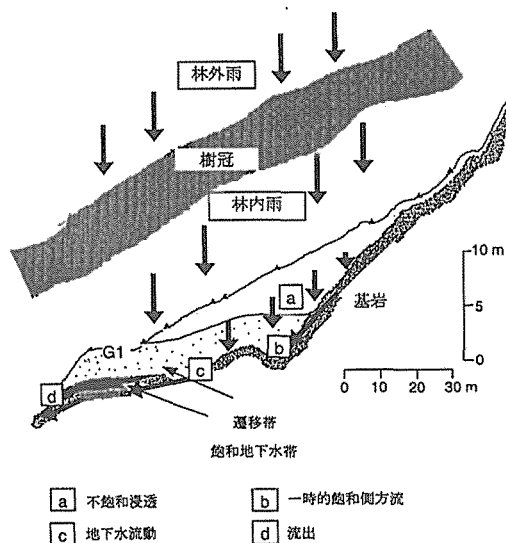 林外雨
樹冠
林内雨
10 m
a
5
基岩
G1
b
0
c
d
0 10 20 30 m
遷移帯
飽和地下水帯
a 不飽和浸透
b 一時的飽和側方流
c 地下水流動
d 流出